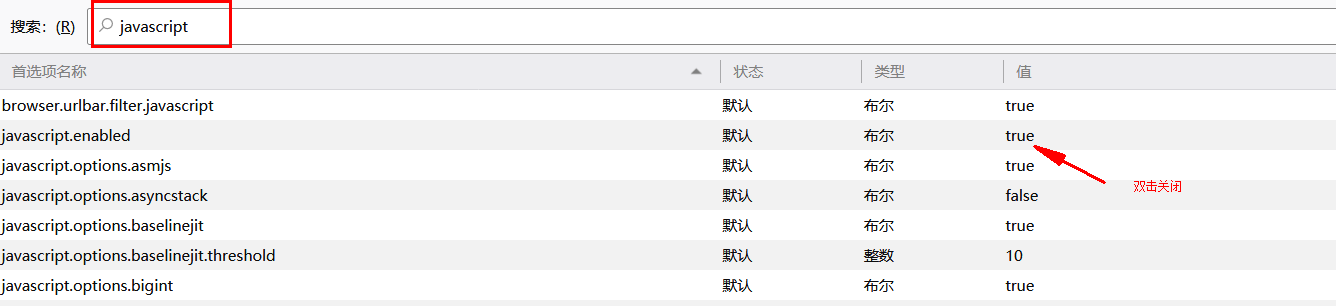 搜索: (R) javascript
首选项名称 状态 类型 值
browser.urlbar.filter.javascript 默认 布尔 true
javascript.enabled 默认 布尔 true
javascript.options.asmjs 默认 布尔 true
双击关闭
javascript.options.asyncstack 默认 布尔 false
javascript.options.baselinejit 默认 布尔 true
javascript.options.baselinejit.threshold 默认 整数 10
javascript.options.bigint 默认 布尔 true